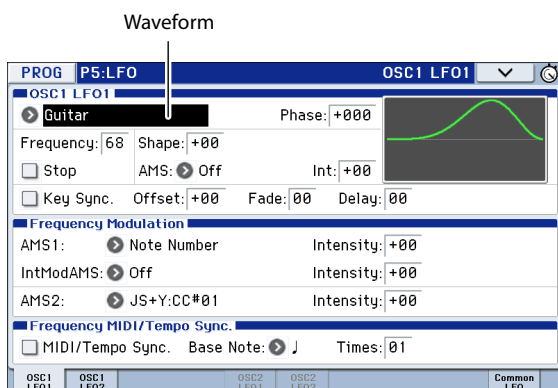 Waveform
PROG P5:LFO OSC1 LFO1
OSC1 LFO1
Guitar Phase: +000
Frequency: 68 Shape: +00
Stop AMS: Off Int: +00
Key Sync. Offset: +00 Fade: 00 Delay: 00
Frequency Modulation
AMS1: Note Number Intensity: +00
IntModAMS: Off Intensity: +00
AMS2: JS+Y:CC#01 Intensity: +00
Frequency MIDI/Tempo Sync.
MIDI/Tempo Sync. Base Note: ♩ Times: 01
OSC1 LFO1 OSC1 LFO2 OSC2 LFO1 OSC2 LFO2 Common LFO